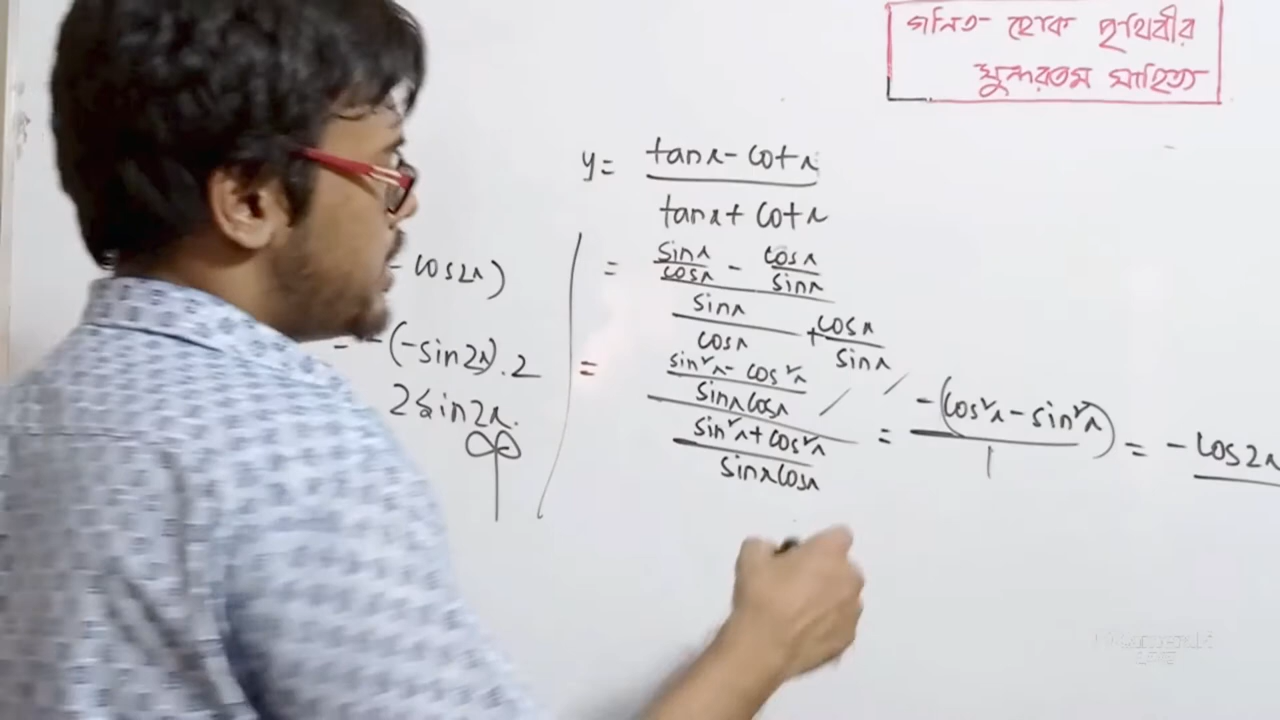 গনিত হোক পৃথিবীর
সুন্দরতম সাহিত্য
y = (tanx - cotx) / (tanx + cotx)
= (sinx/cosx - cosx/sinx) / (sinx/cosx + cosx/sinx)
= ((sin²x - cos²x) / sinxcosx) / ((sin²x + cos²x) / sinxcosx) = -(cos²x - sin²x) / 1 = -cos2x
- cos2x)
= -(-sin2x).2
2sin2x.